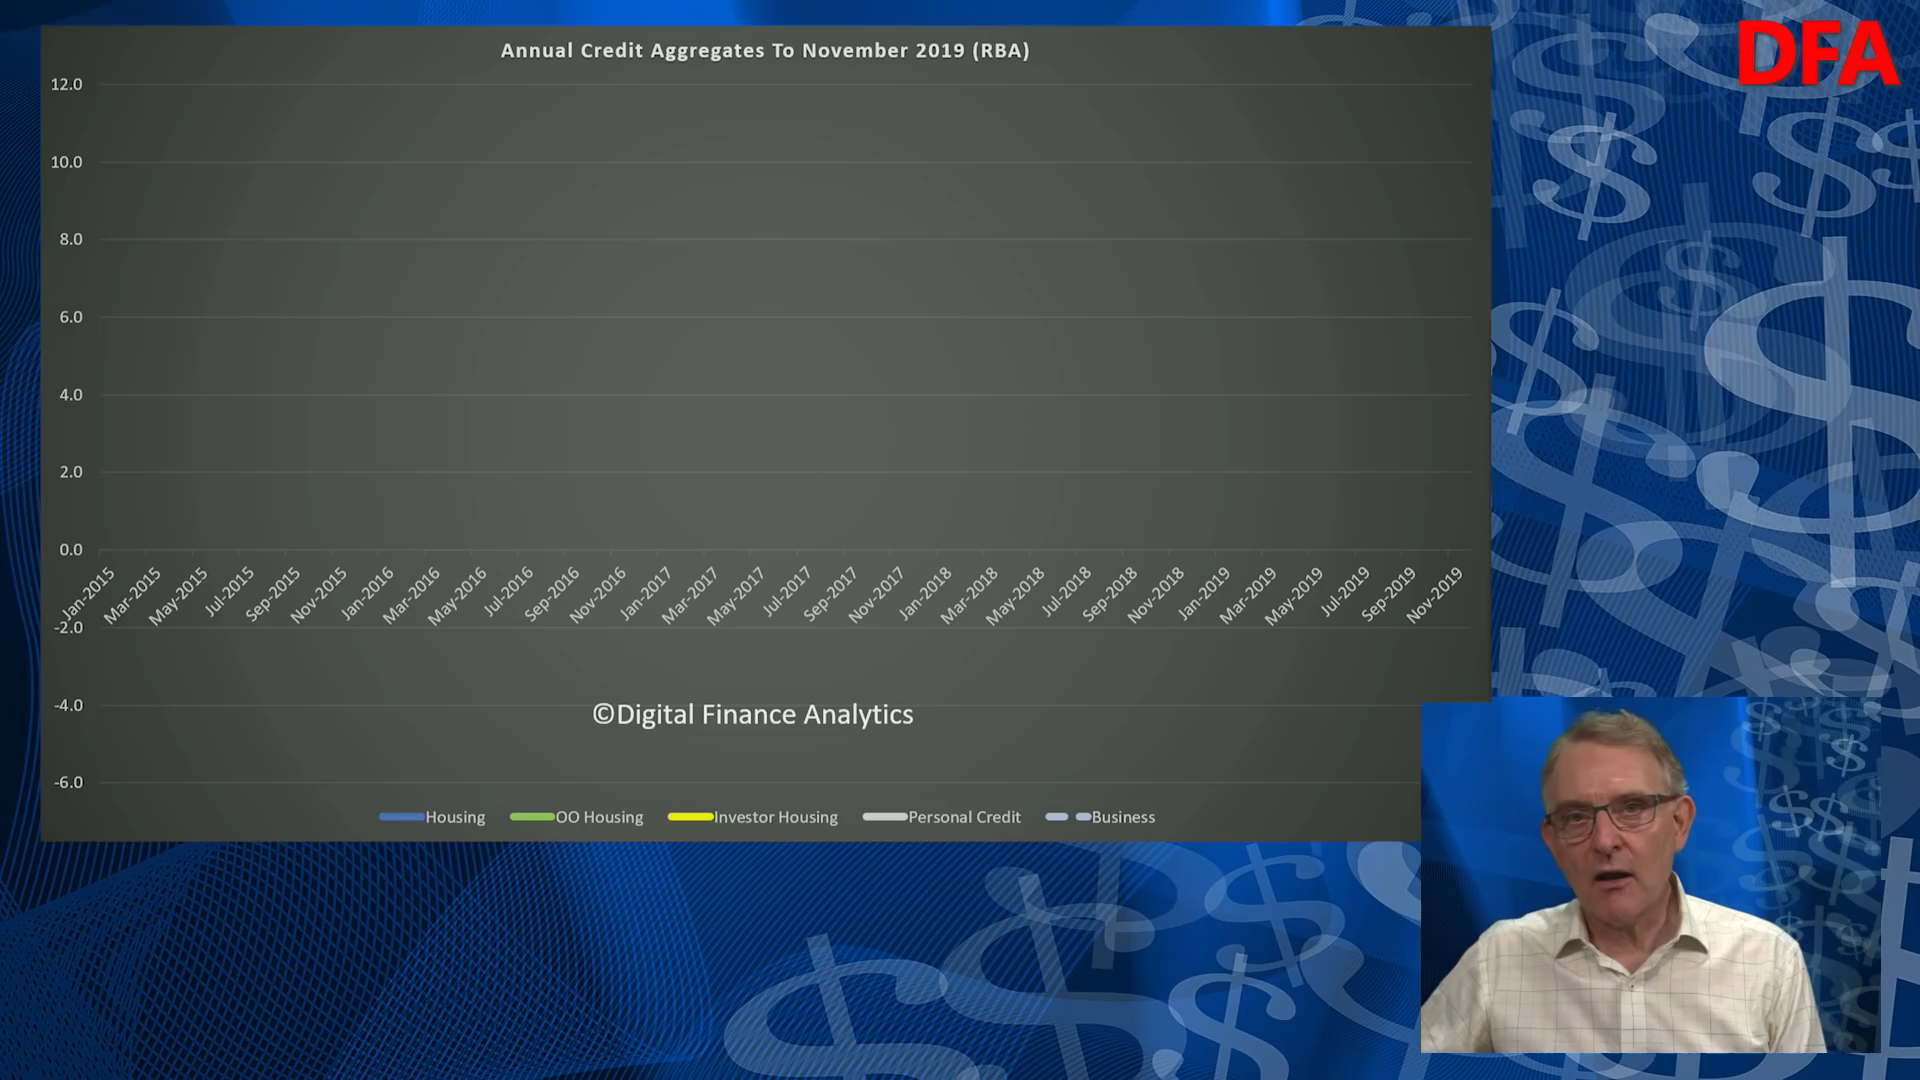 Annual Credit Aggregates To November 2019 (RBA)
DFA
12.0
10.0
8.0
6.0
4.0
2.0
0.0
-2.0
-4.0
-6.0
Jan-2015
Mar-2015
May-2015
Jul-2015
Sep-2015
Nov-2015
Jan-2016
Mar-2016
May-2016
Jul-2016
Sep-2016
Nov-2016
Jan-2017
Mar-2017
May-2017
Jul-2017
Sep-2017
Nov-2017
Jan-2018
Mar-2018
May-2018
Jul-2018
Sep-2018
Nov-2018
Jan-2019
Mar-2019
May-2019
Jul-2019
Sep-2019
Nov-2019
©Digital Finance Analytics
Housing OO Housing Investor Housing Personal Credit Business